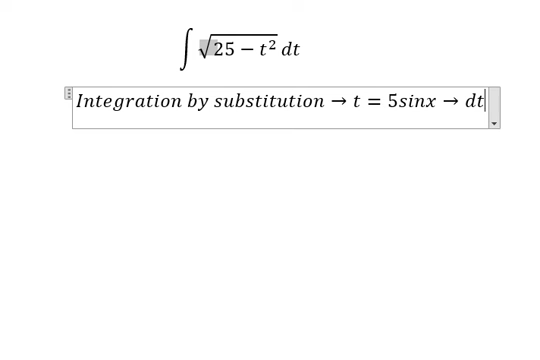 ∫ √25 − t² dt
Integration by substitution → t = 5sinx → dt